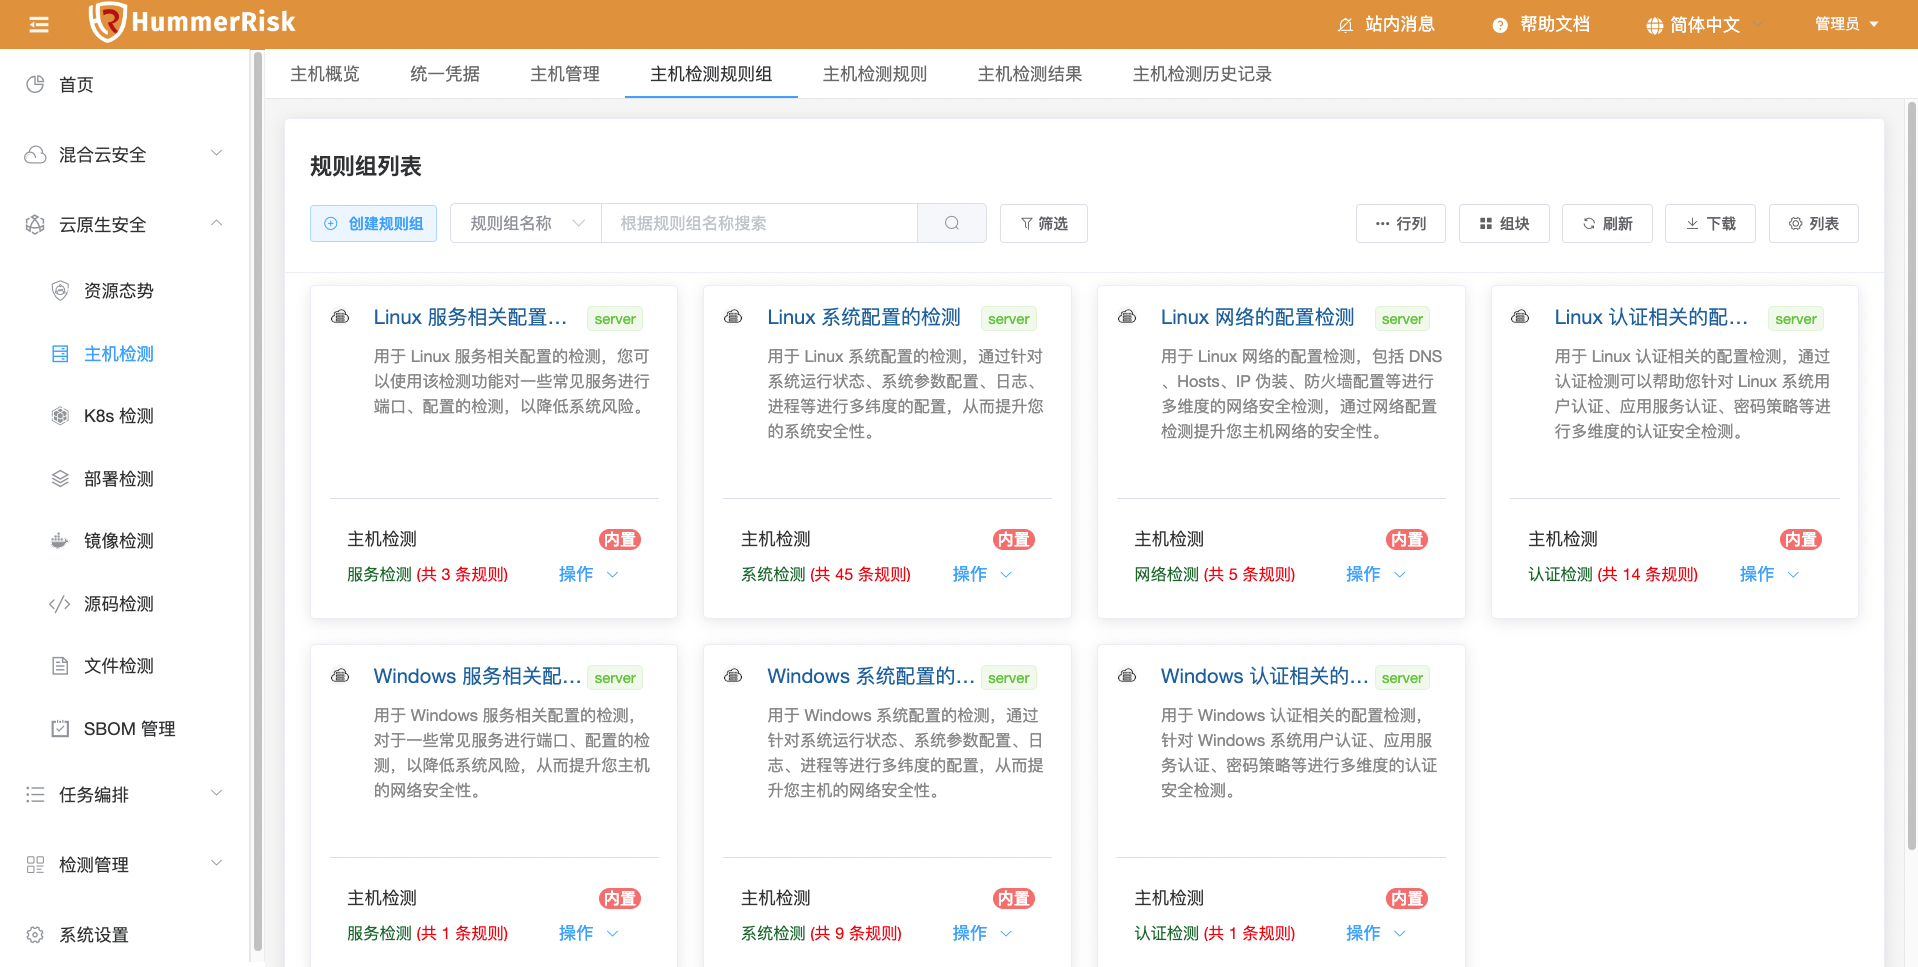 HummerRisk
站内消息
帮助文档
简体中文
管理员
首页
混合云安全
云原生安全
资源态势
主机检测
K8s 检测
部署检测
镜像检测
源码检测
文件检测
SBOM 管理
任务编排
检测管理
系统设置
主机概览 统一凭据 主机管理 主机检测规则组 主机检测规则 主机检测结果 主机检测历史记录
规则组列表
创建规则组 规则组名称 根据规则组名称搜索 筛选 行列 组块 刷新 下载 列表
Linux 服务相关配置... server
用于 Linux 服务相关配置的检测，您可
以使用该检测功能对一些常见服务进行
端口、配置的检测，以降低系统风险。
主机检测 内置
服务检测 (共 3 条规则) 操作
Linux 系统配置的检测 server
用于 Linux 系统配置的检测，通过针对
系统运行状态、系统参数配置、日志、
进程等进行多纬度的配置，从而提升您
的系统安全性。
主机检测 内置
系统检测 (共 45 条规则) 操作
Linux 网络的配置检测 server
用于 Linux 网络的配置检测，包括 DNS
、Hosts、IP 伪装、防火墙配置等进行
多维度的网络安全检测，通过网络配置
检测提升您主机网络的安全性。
主机检测 内置
网络检测 (共 5 条规则) 操作
Linux 认证相关的配... server
用于 Linux 认证相关的配置检测，通过
认证检测可以帮助您针对 Linux 系统用
户认证、应用服务认证、密码策略等进
行多维度的认证安全检测。
主机检测 内置
认证检测 (共 14 条规则) 操作
Windows 服务相关配... server
用于 Windows 服务相关配置的检测，
对于一些常见服务进行端口、配置的检
测，以降低系统风险，从而提升您主机
的网络安全性。
主机检测 内置
服务检测 (共 1 条规则) 操作
Windows 系统配置的... server
用于 Windows 系统配置的检测，通过
针对系统运行状态、系统参数配置、日
志、进程等进行多纬度的配置，从而提
升您主机的网络安全性。
主机检测 内置
系统检测 (共 9 条规则) 操作
Windows 认证相关的... server
用于 Windows 认证相关的配置检测，
针对 Windows 系统用户认证、应用服
务认证、密码策略等进行多维度的认证
安全检测。
主机检测 内置
认证检测 (共 1 条规则) 操作